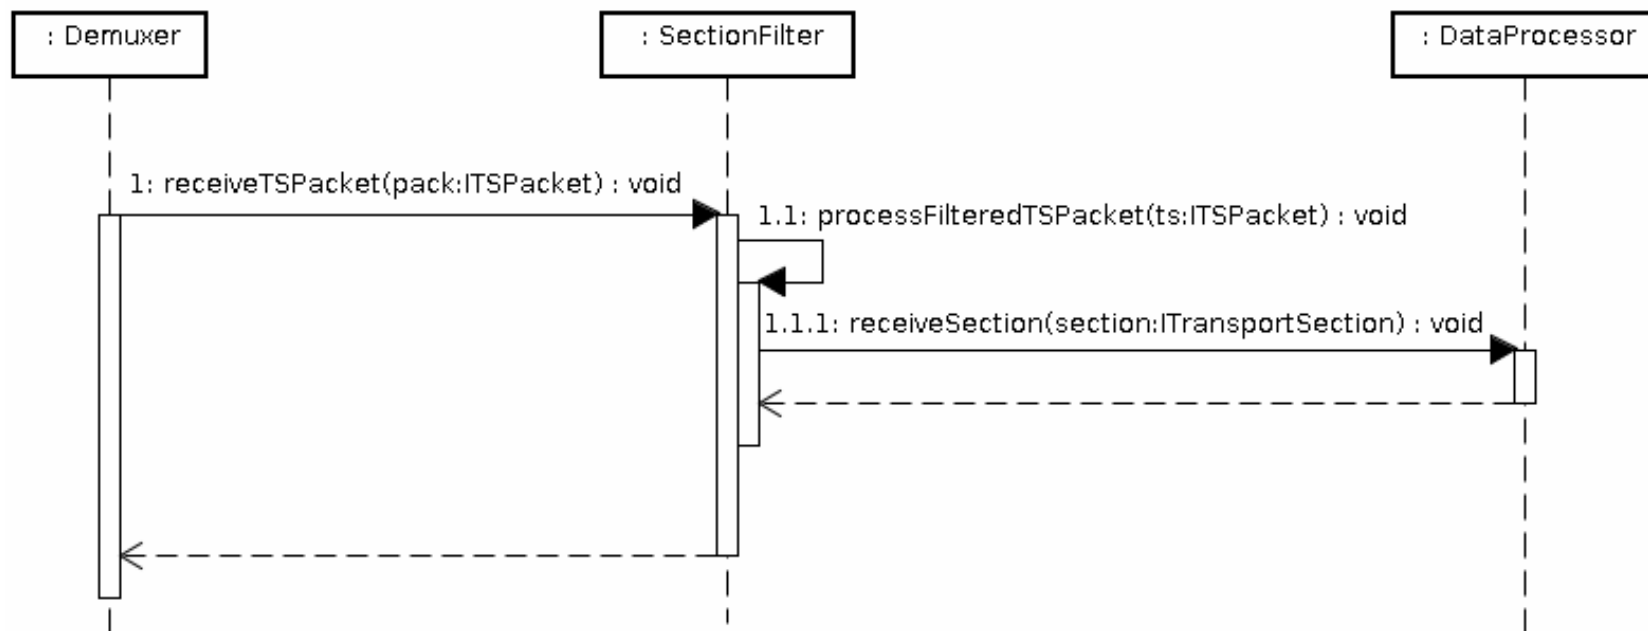 : Demuxer
: SectionFilter
: DataProcessor
1: receiveTSPacket(pack:ITSPacket) : void
1.1: processFilteredTSPacket(ts:ITSPacket) : void
1.1.1: receiveSection(section:ITransportSection) : void